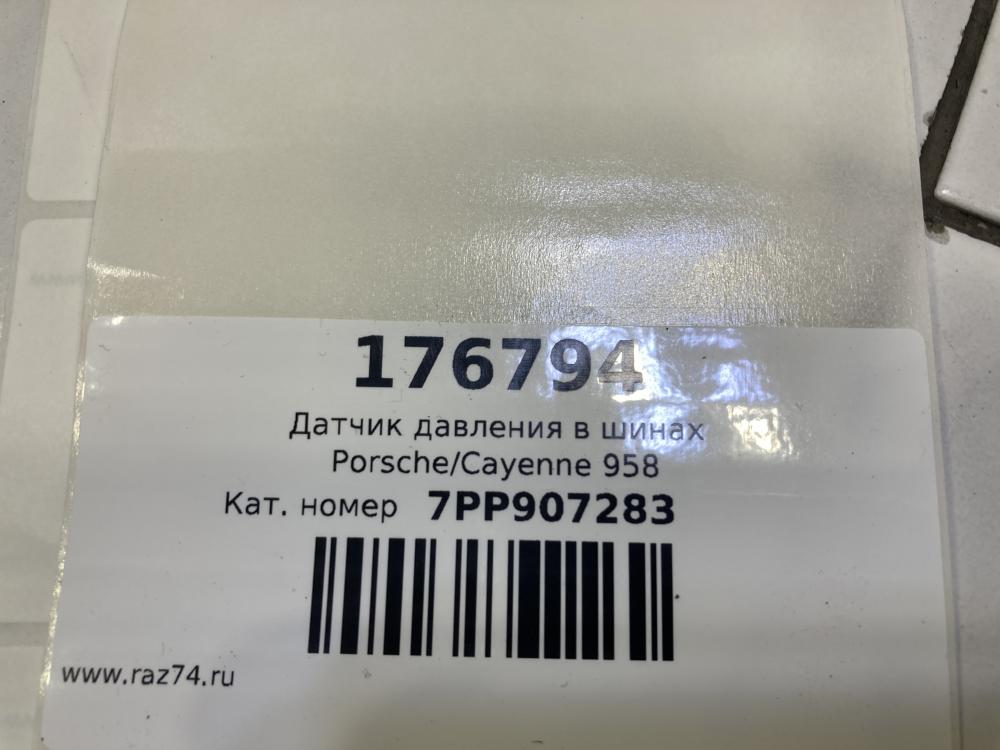 176794
Датчик давления в шинах
Porsche/Cayenne 958
Кат. номер 7PP907283
www.raz74.ru